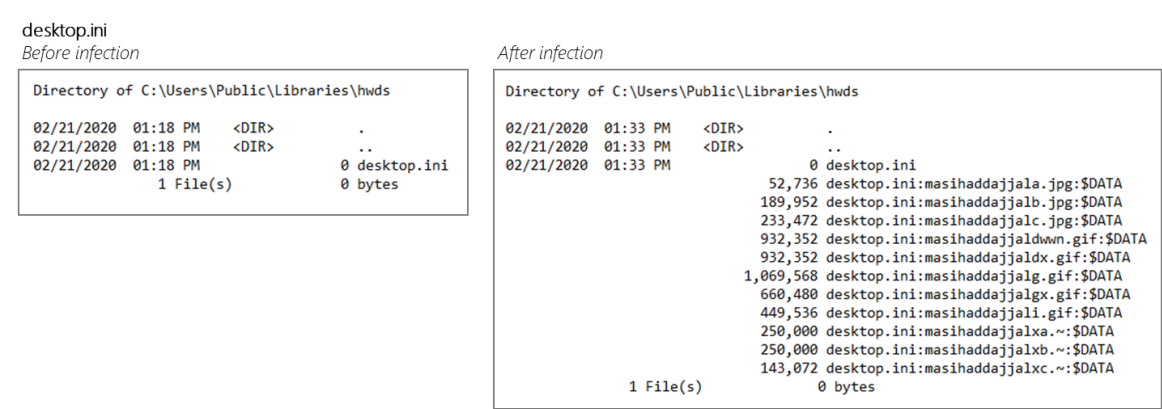 desktop.ini
Before infection
Directory of C:\Users\Public\Libraries\hwds
02/21/2020 01:18 PM <DIR> .
02/21/2020 01:18 PM <DIR> ..
02/21/2020 01:18 PM 0 desktop.ini
1 File(s) 0 bytes
After infection
Directory of C:\Users\Public\Libraries\hwds
02/21/2020 01:33 PM <DIR> .
02/21/2020 01:33 PM <DIR> ..
02/21/2020 01:33 PM 0 desktop.ini
52,736 desktop.ini:masihaddajjala.jpg:$DATA
189,952 desktop.ini:masihaddajjalb.jpg:$DATA
233,472 desktop.ini:masihaddajjalc.jpg:$DATA
932,352 desktop.ini:masihaddajjaldwwn.gif:$DATA
932,352 desktop.ini:masihaddajjaldx.gif:$DATA
1,069,568 desktop.ini:masihaddajjalg.gif:$DATA
660,480 desktop.ini:masihaddajjalgx.gif:$DATA
449,536 desktop.ini:masihaddajjali.gif:$DATA
250,000 desktop.ini:masihaddajjalxa.~:$DATA
250,000 desktop.ini:masihaddajjalxb.~:$DATA
143,072 desktop.ini:masihaddajjalxc.~:$DATA
1 File(s) 0 bytes